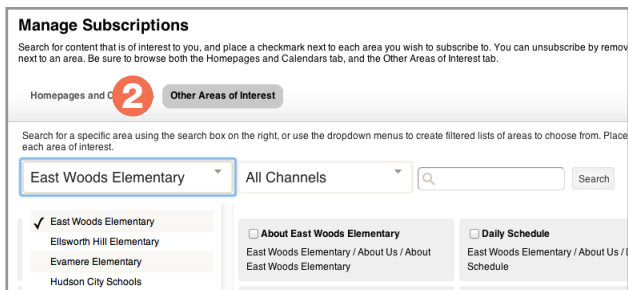 Manage Subscriptions
Search for content that is of interest to you, and place a checkmark next to each area you wish to subscribe to. You can unsubscribe by
next to an area. Be sure to browse both the Homepages and Calendars tab, and the Other Areas of Interest tab.
Homepages and 2 Other Areas of Interest
Search for a specific area using the search box on the right, or use the dropdown menus to create filtered lists of areas to choose from. Place
each area of interest.
East Woods Elementary All Channels Search
East Woods Elementary
Ellsworth Hill Elementary
Evamere Elementary
Hudson City Schools
About East Woods Elementary
East Woods Elementary / About Us / About
East Woods Elementary
Daily Schedule
East Woods Elementary / About Us /
Schedule